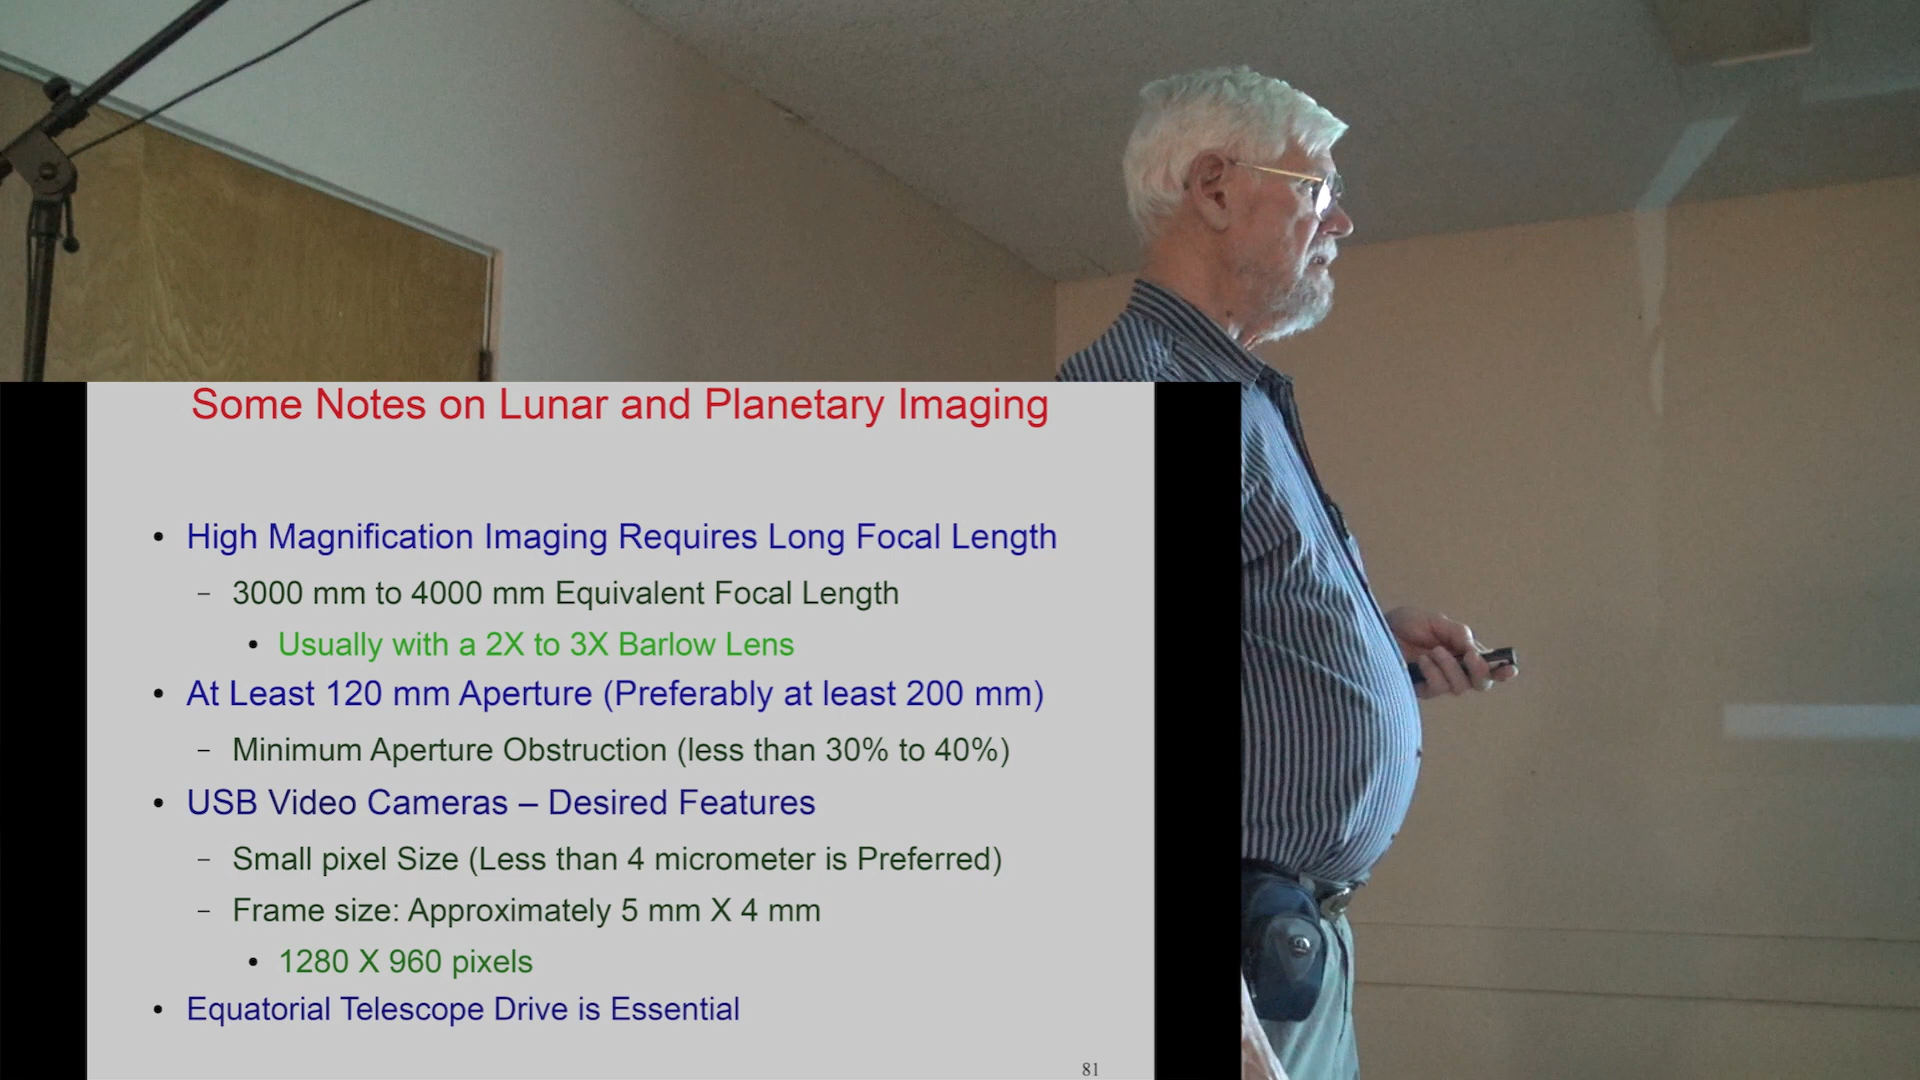 Some Notes on Lunar and Planetary Imaging
• High Magnification Imaging Requires Long Focal Length
– 3000 mm to 4000 mm Equivalent Focal Length
• Usually with a 2X to 3X Barlow Lens
• At Least 120 mm Aperture (Preferably at least 200 mm)
– Minimum Aperture Obstruction (less than 30% to 40%)
• USB Video Cameras – Desired Features
– Small pixel Size (Less than 4 micrometer is Preferred)
– Frame size: Approximately 5 mm X 4 mm
• 1280 X 960 pixels
• Equatorial Telescope Drive is Essential
81